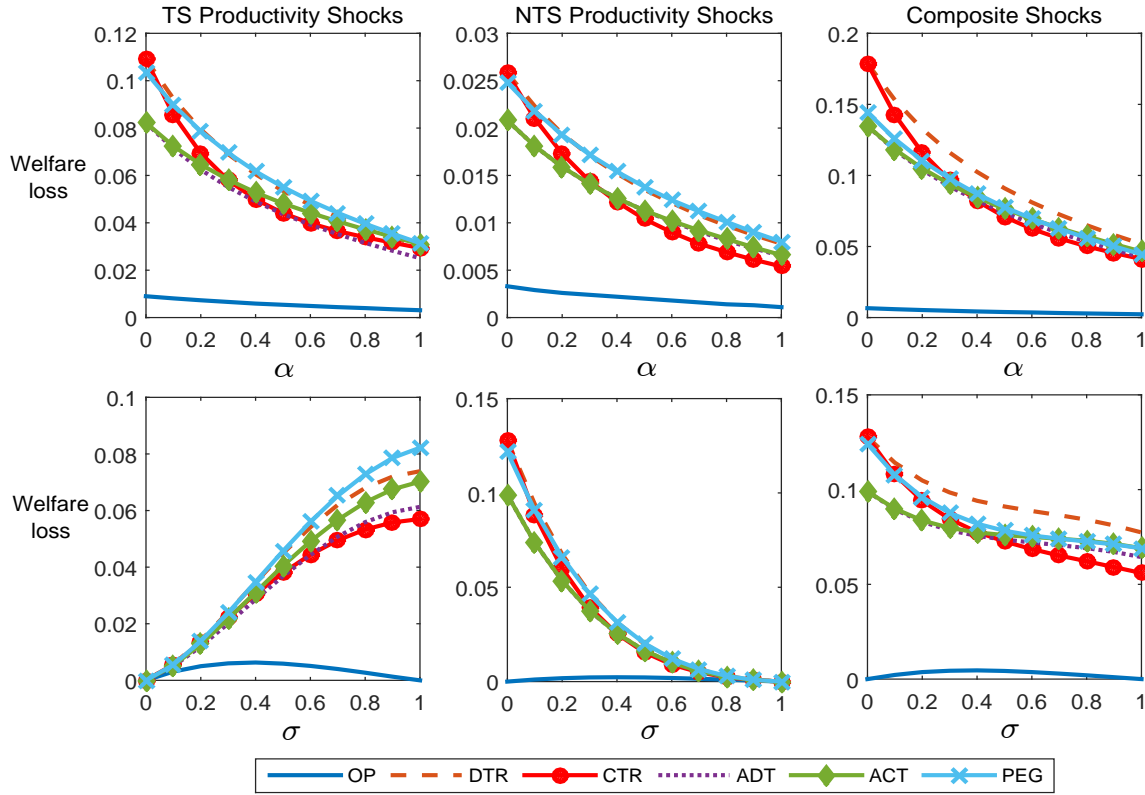 TS Productivity Shocks
NTS Productivity Shocks
Composite Shocks
0.12
0.1
0.08
0.06
0.04
0.02
0
0.03
0.025
0.02
0.015
0.01
0.005
0
0.2
0.15
0.1
0.05
0
Welfare
loss
0 0.2 0.4 0.6 0.8 1
0 0.2 0.4 0.6 0.8 1
0 0.2 0.4 0.6 0.8 1
α
α
α
0.1
0.08
0.06
0.04
0.02
0
0.15
0.1
0.05
0
0.15
0.1
0.05
0
Welfare
loss
0 0.2 0.4 0.6 0.8 1
0 0.2 0.4 0.6 0.8 1
0 0.2 0.4 0.6 0.8 1
σ
σ
σ
OP DTR CTR ADT ACT PEG